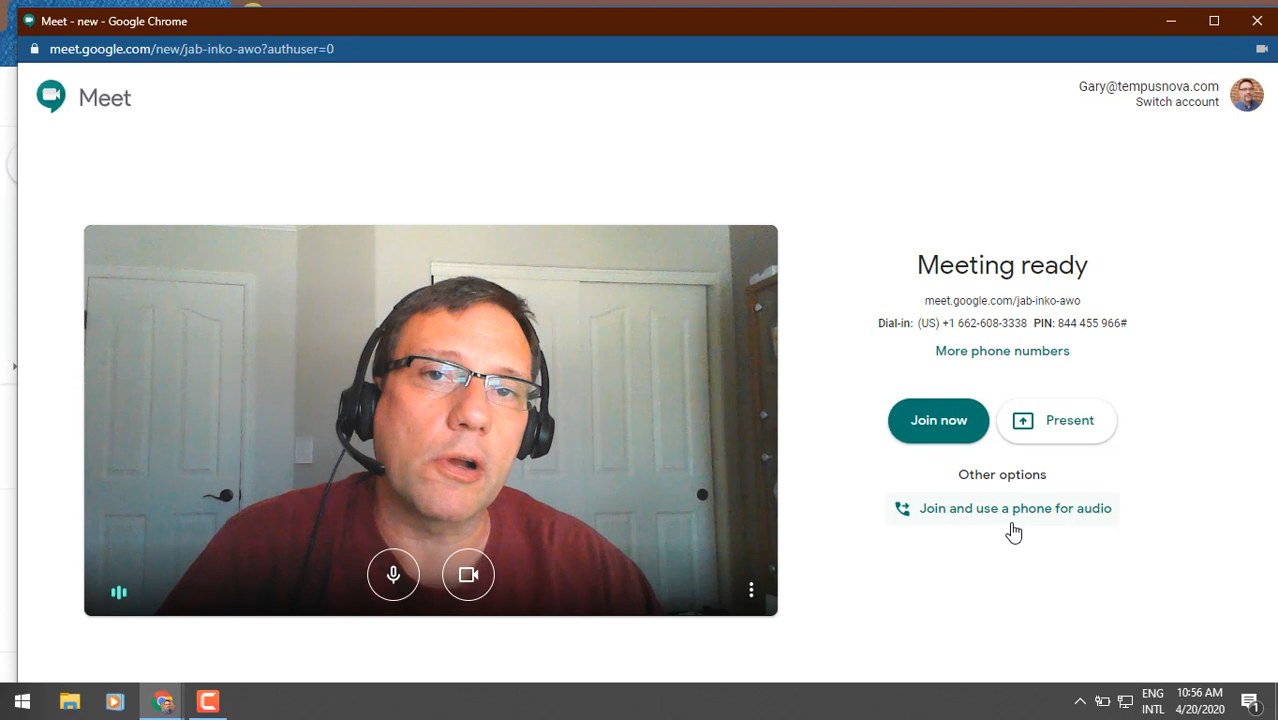 Meet - new - Google Chrome
meet.google.com/new/jab-inko-awo?authuser=0
Meet
Gary@tempusnova.com
Switch account
Meeting ready
meet.google.com/jab-inko-awo
Dial-in: (US) +1 662-608-3338 PIN: 844 455 966#
More phone numbers
Join now
Present
Other options
Join and use a phone for audio
ENG
INTL
10:56 AM
4/20/2020
1